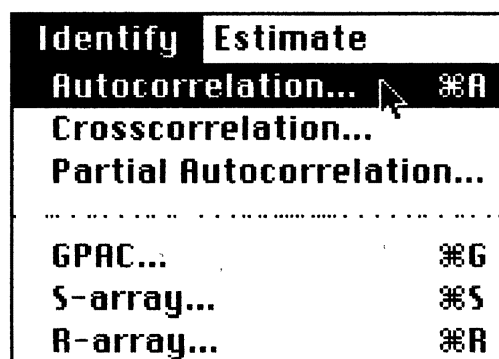 Identify Estimate
Autocorrelation... ⌘A
Crosscorrelation...
Partial Autocorrelation...
GPAC... ⌘G
S-array... ⌘S
R-array... ⌘R